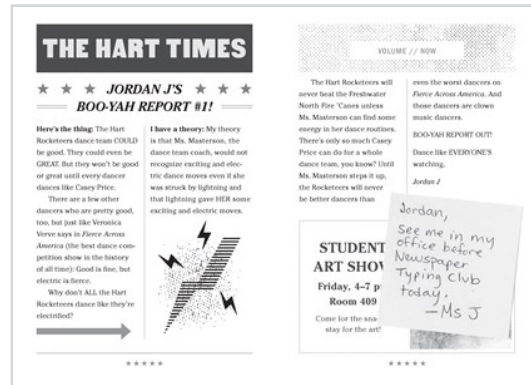 THE HART TIMES
★ ★ ★ JORDAN J'S ★ ★ ★
BOO-YAH REPORT #1!
Here's the thing: The Hart
Rocketeers dance team COULD
be good. They could even be
GREAT. But they won't be good
or great until every dancer
dances like Casey Price.
There are a few other
dancers who are pretty good,
too, but just like Veronica
Verve says in Fierce Across
America (the best dance com-
petition show in the history
of all time): Good is fine, but
electric is fierce.
Why don't ALL the Hart
Rocketeers dance like they're
electrified?
I have a theory: My theory
is that Ms. Masterson, the
dance team coach, would not
recognize exciting and elec-
tric dance moves even if she
was struck by lightning and
that lightning gave HER some
exciting and electric moves.
★★★★★
VOLUME // NOW
The Hart Rocketeers will
never beat the Freshwater
North Fire 'Canes unless
Ms. Masterson can find some
energy in her dance routines.
There's only so much Casey
Price can do for a whole
dance team, you know? Until
Ms. Masterson steps it up,
the Rocketeers will never
be better dancers than
even the worst dancers on
Fierce Across America. And
those dancers are clown
music dancers.
BOO-YAH REPORT OUT!
Dance like EVERYONE'S
watching,
Jordan J
STUDENT
ART SHOW
Friday, 4–7 p
Room 409
Come for the sna
stay for the art!
Jordan,
See me in my
office before
Newspaper
Typing Club
today.
—Ms J
★★★★★